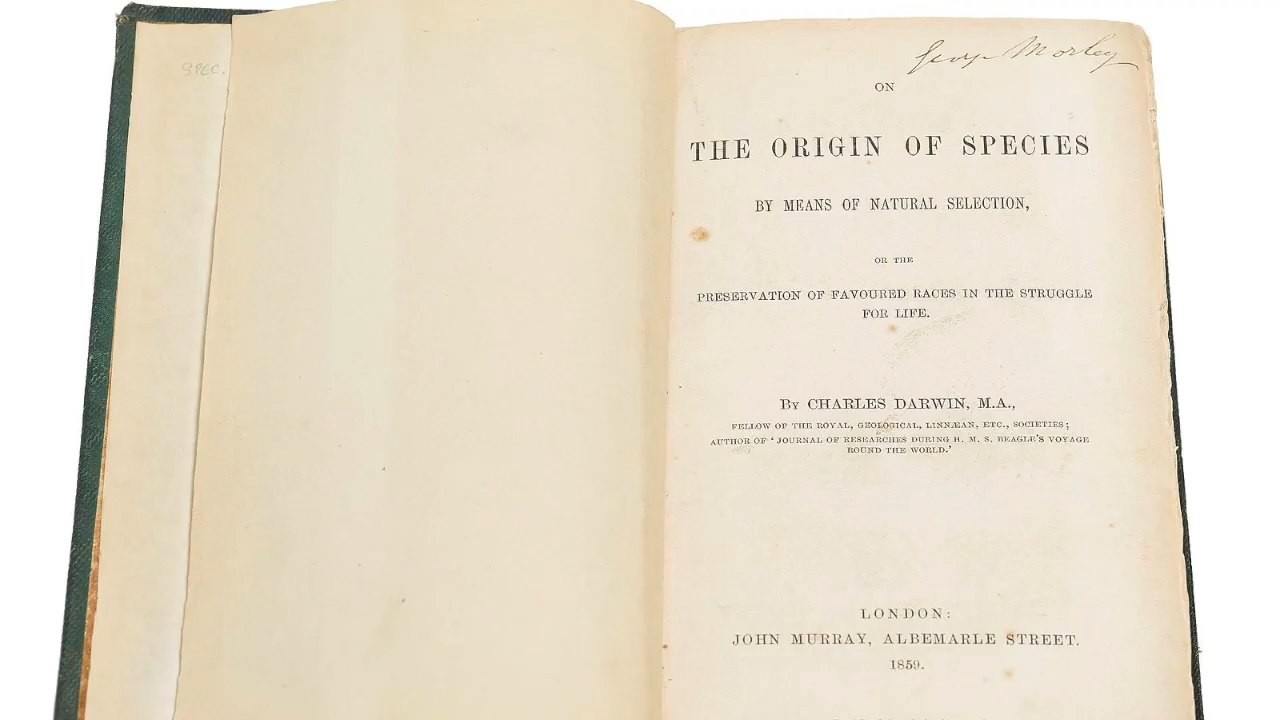 SPEC.
George Morley
ON
THE ORIGIN OF SPECIES
BY MEANS OF NATURAL SELECTION,
OR THE
PRESERVATION OF FAVOURED RACES IN THE STRUGGLE
FOR LIFE.
By CHARLES DARWIN, M.A.,
FELLOW OF THE ROYAL, GEOLOGICAL, LINNÆAN, ETC., SOCIETIES;
AUTHOR OF ‘JOURNAL OF RESEARCHES DURING H. M. S. BEAGLE'S VOYAGE
ROUND THE WORLD.’
LONDON:
JOHN MURRAY, ALBEMARLE STREET.
1859.